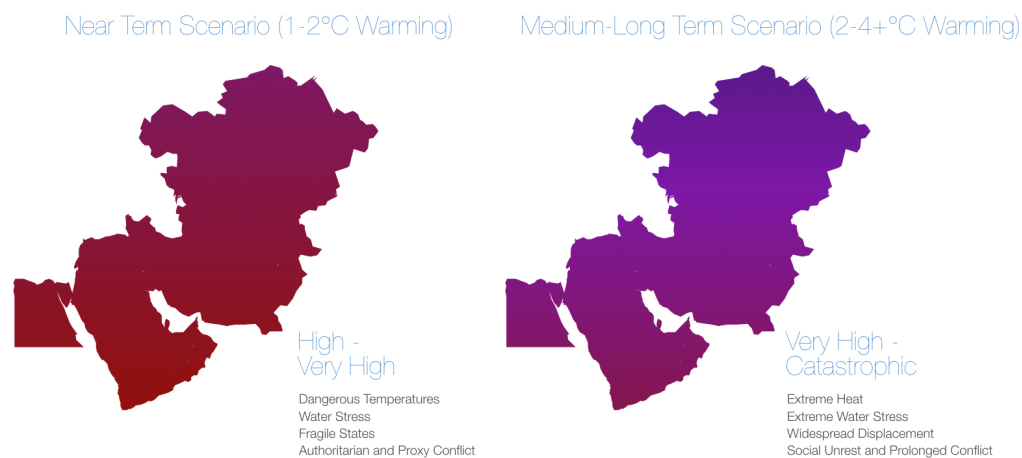 Near Term Scenario (1-2°C Warming)
High -
Very High
Dangerous Temperatures
Water Stress
Fragile States
Authoritarian and Proxy Conflict
Medium-Long Term Scenario (2-4+°C Warming)
Very High -
Catastrophic
Extreme Heat
Extreme Water Stress
Widespread Displacement
Social Unrest and Prolonged Conflict